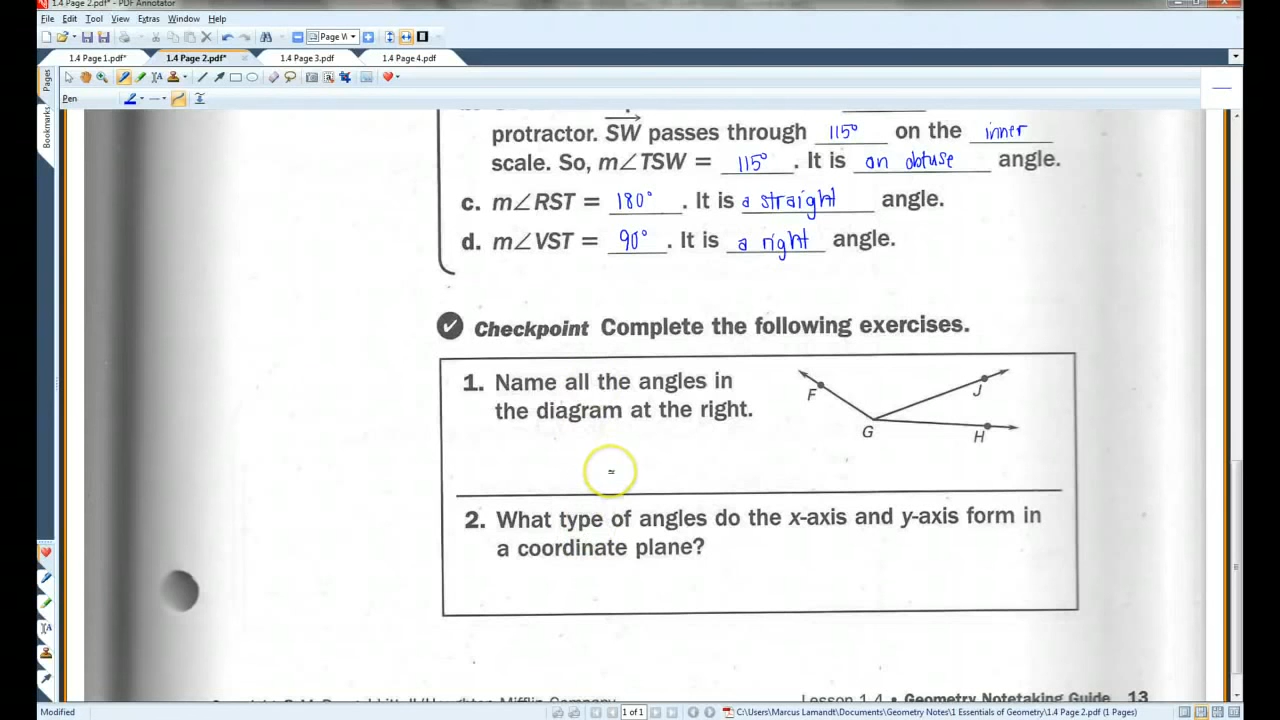 1.4 Page 2.pdf* - PDF Annotator
File Edit Tool View Extras Window Help
Page W
1.4 Page 1.pdf* 1.4 Page 2.pdf* 1.4 Page 3.pdf 1.4 Page 4.pdf
Pen
Pages
Bookmarks
protractor. SW passes through 115° on the inner
scale. So, m∠TSW = 115°. It is an obtuse angle.
c. m∠RST = 180°. It is a straight angle.
d. m∠VST = 90°. It is a right angle.
Checkpoint Complete the following exercises.
1. Name all the angles in
the diagram at the right.
F
J
G
H
2. What type of angles do the x-axis and y-axis form in
a coordinate plane?
Lesson 1.4 • Geometry Notetaking Guide 13
Modified
1 of 1
C:\Users\Marcus Lamandt\Documents\Geometry Notes\1 Essentials of Geometry\1.4 Page 2.pdf (1 Pages)